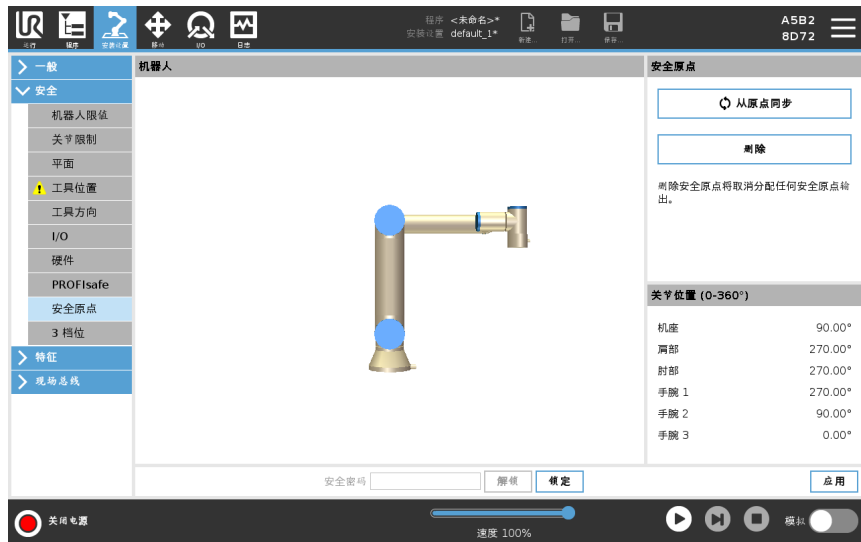 UR
运行
程序
安装设置
移动
I/O
日志
程序 <未命名>*
安装设置 default_1*
新建...
打开...
保存...
A5B2
8D72
一般
安全
机器人限值
关节限制
平面
工具位置
工具方向
I/O
硬件
PROFIsafe
安全原点
3 档位
特征
现场总线
机器人
安全原点
从原点同步
删除
删除安全原点将取消分配任何安全原点输
出。
关节位置 (0-360°)
机座 90.00°
肩部 270.00°
肘部 270.00°
手腕 1 270.00°
手腕 2 90.00°
手腕 3 0.00°
安全密码
解锁
锁定
应用
关闭电源
速度 100%
模拟